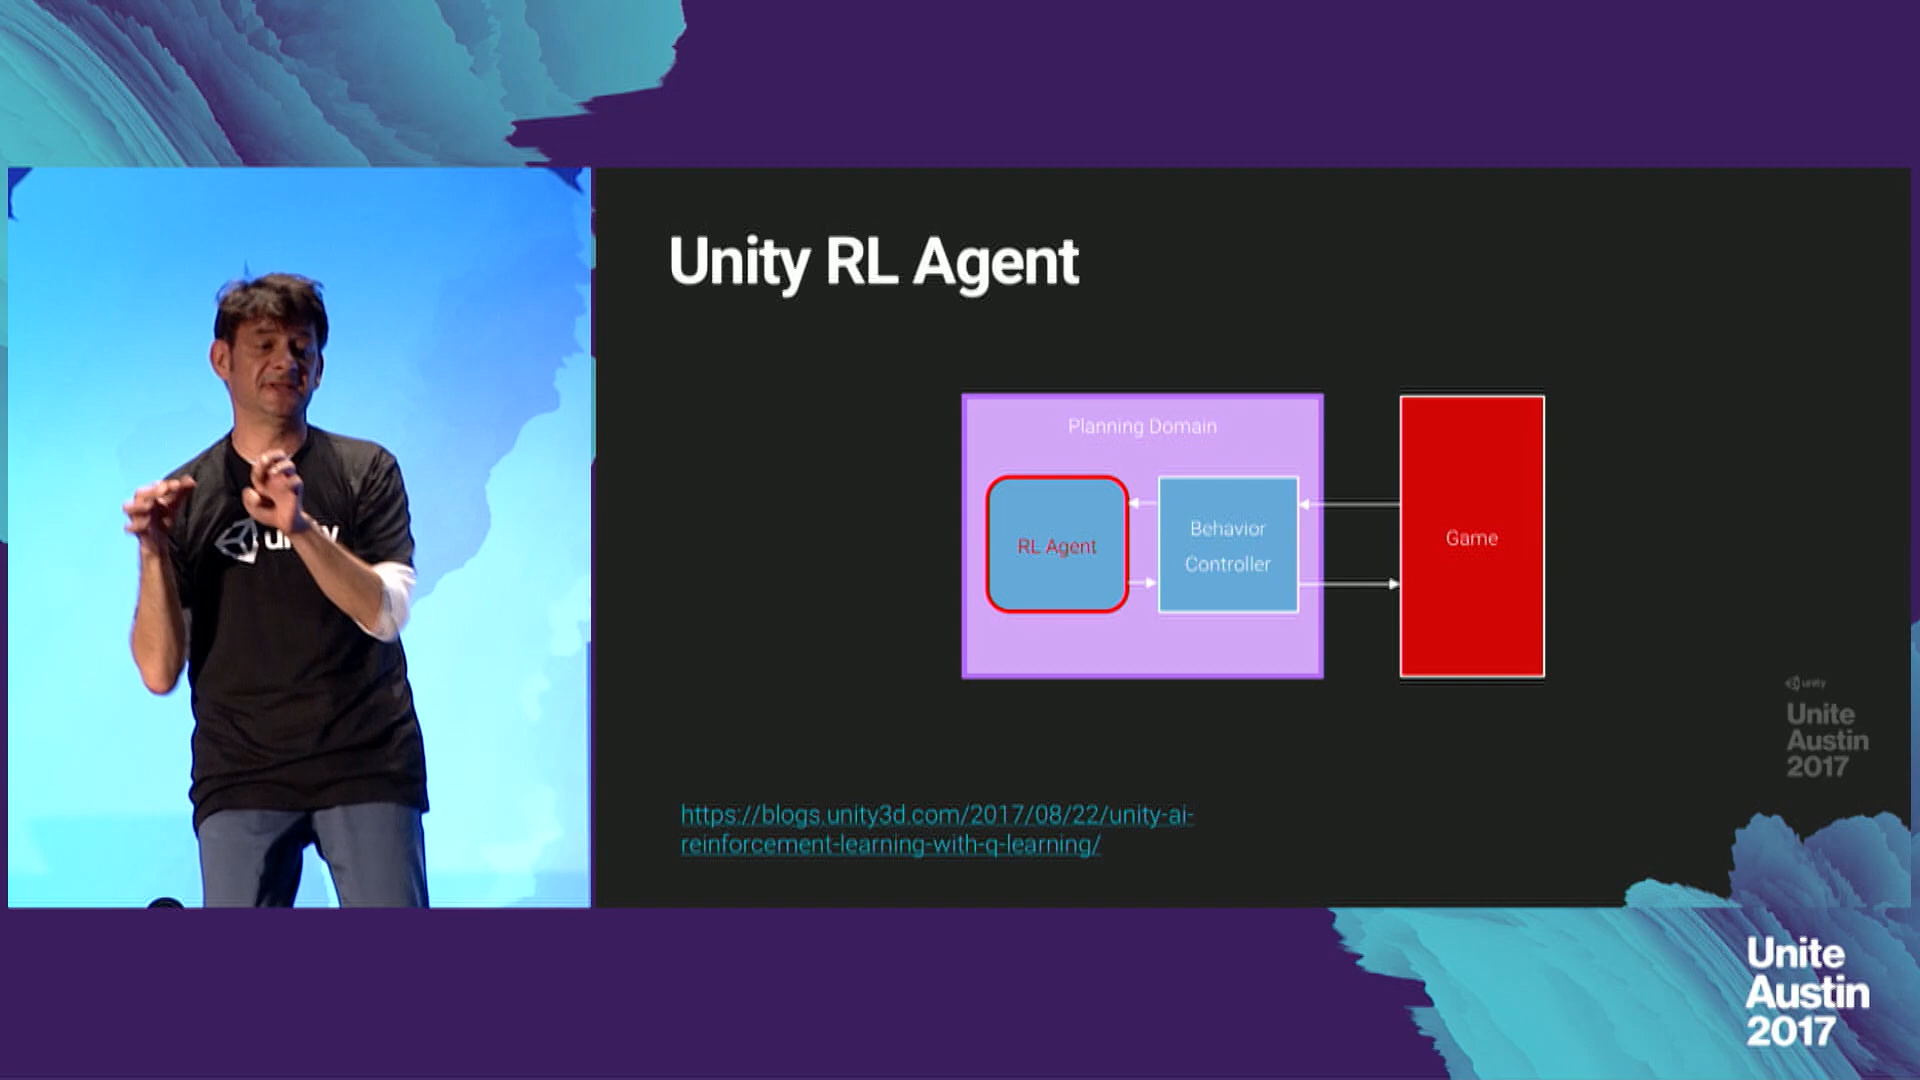 Unity RL Agent
Planning Domain
RL Agent
Behavior
Controller
Game
https://blogs.unity3d.com/2017/08/22/unity-ai-
reinforcement-learning-with-q-learning/
unity
unity
Unite
Austin
2017
Unite
Austin
2017